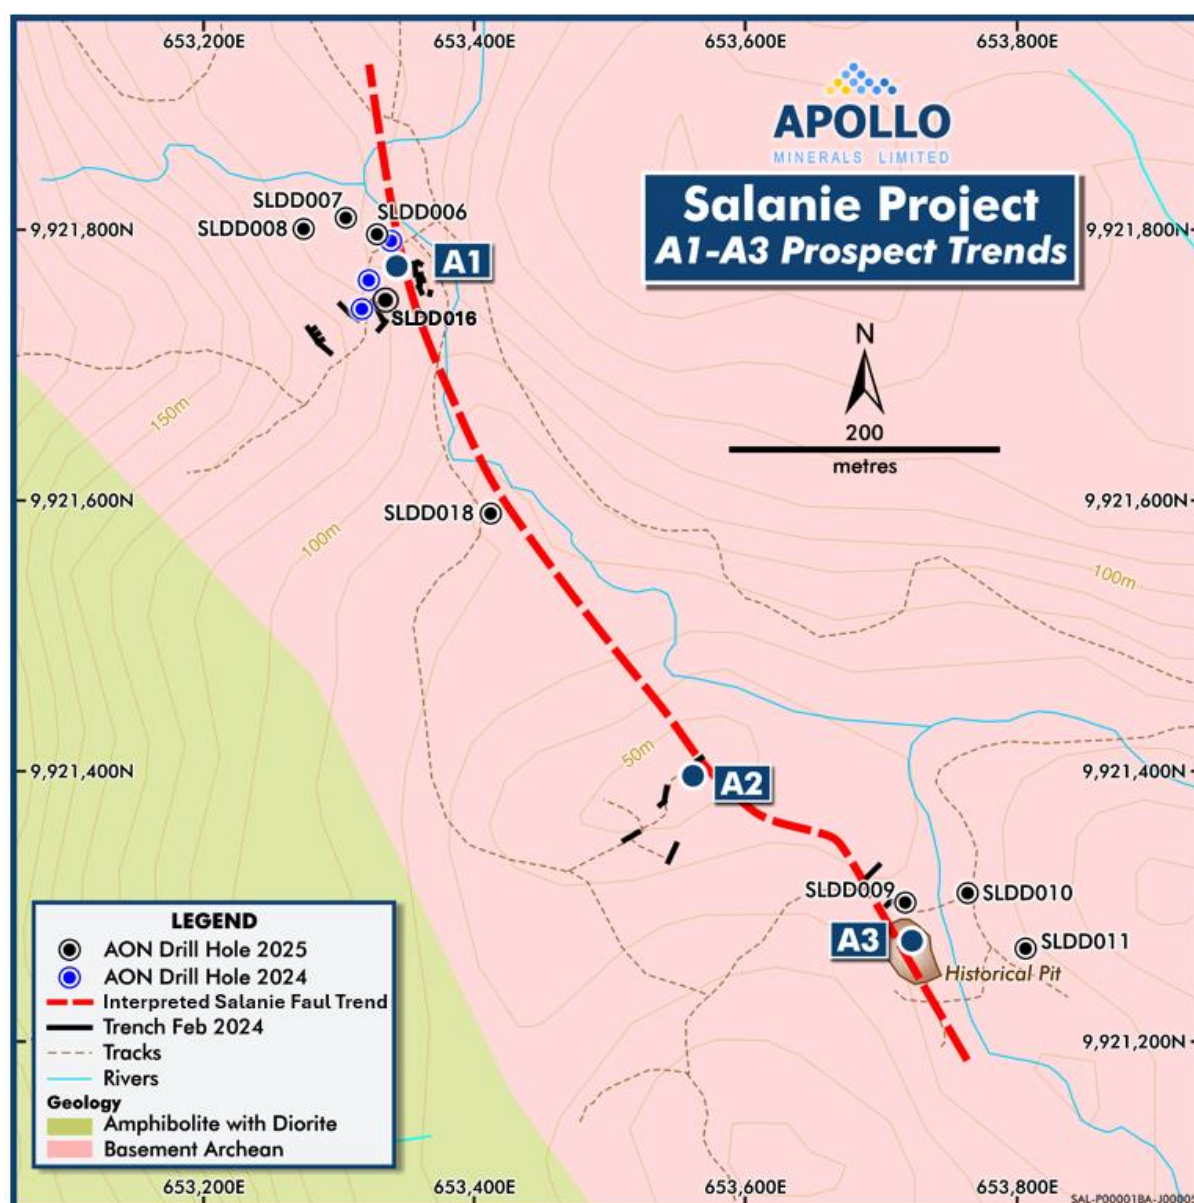 653,200E 653,400E 653,600E 653,800E
APOLLO
MINERALS LIMITED
Salanie Project
A1-A3 Prospect Trends
SLDD007
SLDD006
SLDD008
9,921,800N
9,921,800N
A1
SLDD016
N
200
metres
150m
9,921,600N
SLDD018
9,921,600N
100m
100m
50m
9,921,400N
A2
9,921,400N
SLDD009
SLDD010
A3
SLDD011
Historical Pit
9,921,200N
LEGEND
AON Drill Hole 2025
AON Drill Hole 2024
Interpreted Salanie Faul Trend
Trench Feb 2024
Tracks
Rivers
Geology
Amphibolite with Diorite
Basement Archean
653,200E 653,400E 653,600E 653,800E